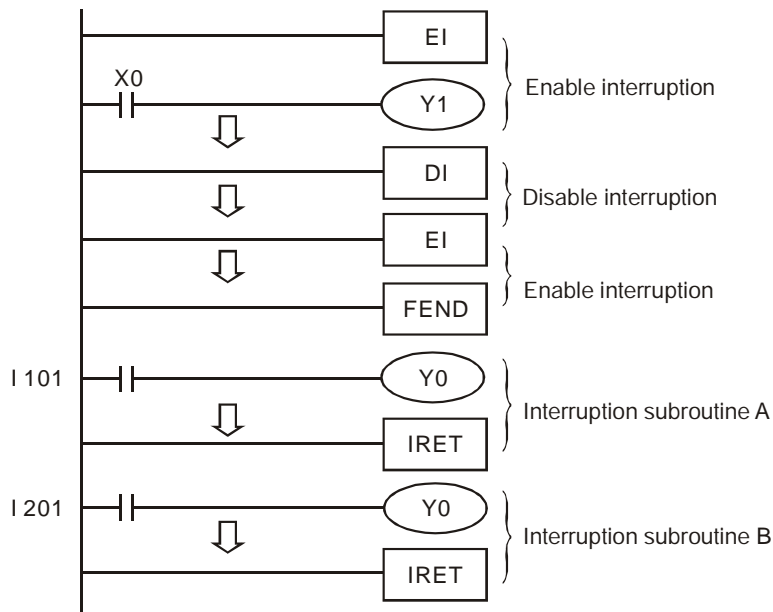 EI
Enable interruption
X0
Y1
DI
Disable interruption
EI
Enable interruption
FEND
I 101
Y0
Interruption subroutine A
IRET
I 201
Y0
Interruption subroutine B
IRET